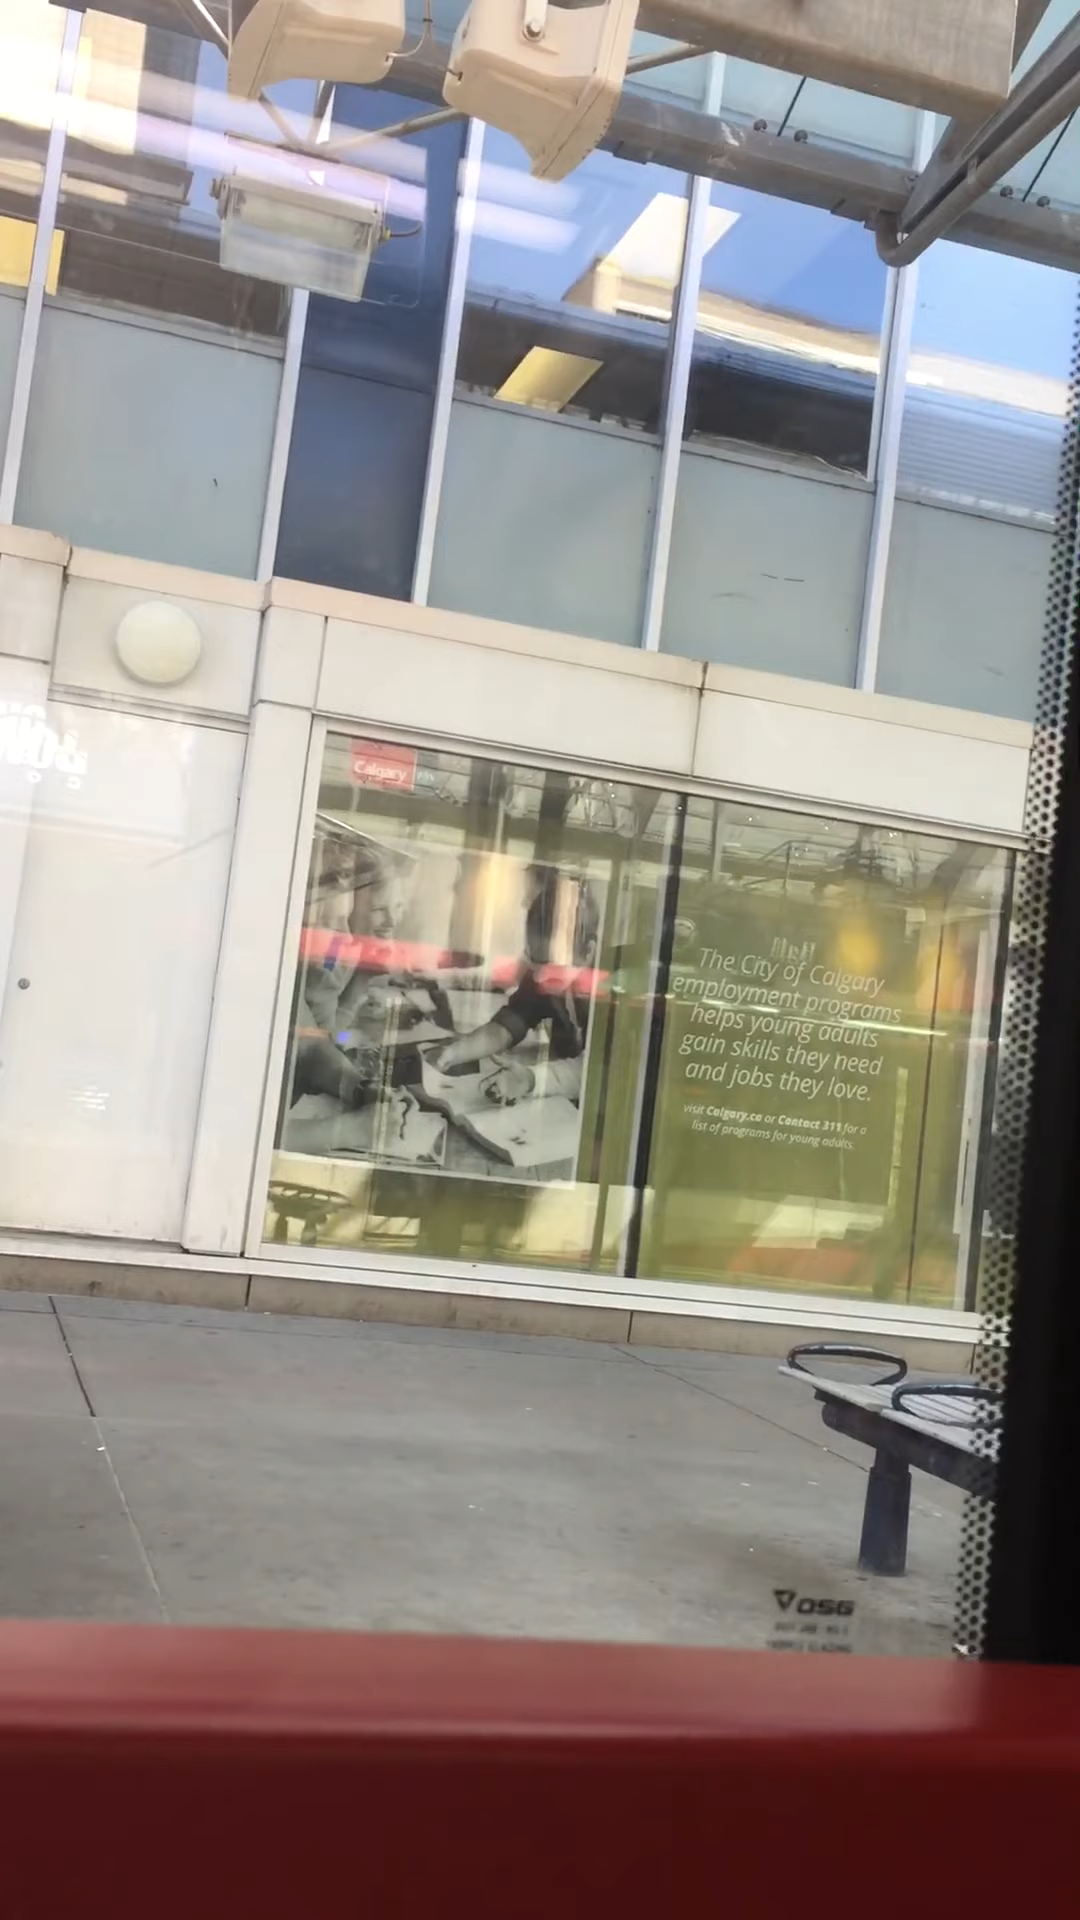 Calgary
The City of Calgary
employment programs
helps young adults
gain skills they need
and jobs they love.
visit Calgary.ca or Contact 311 for a
list of programs for young adults.
OSG